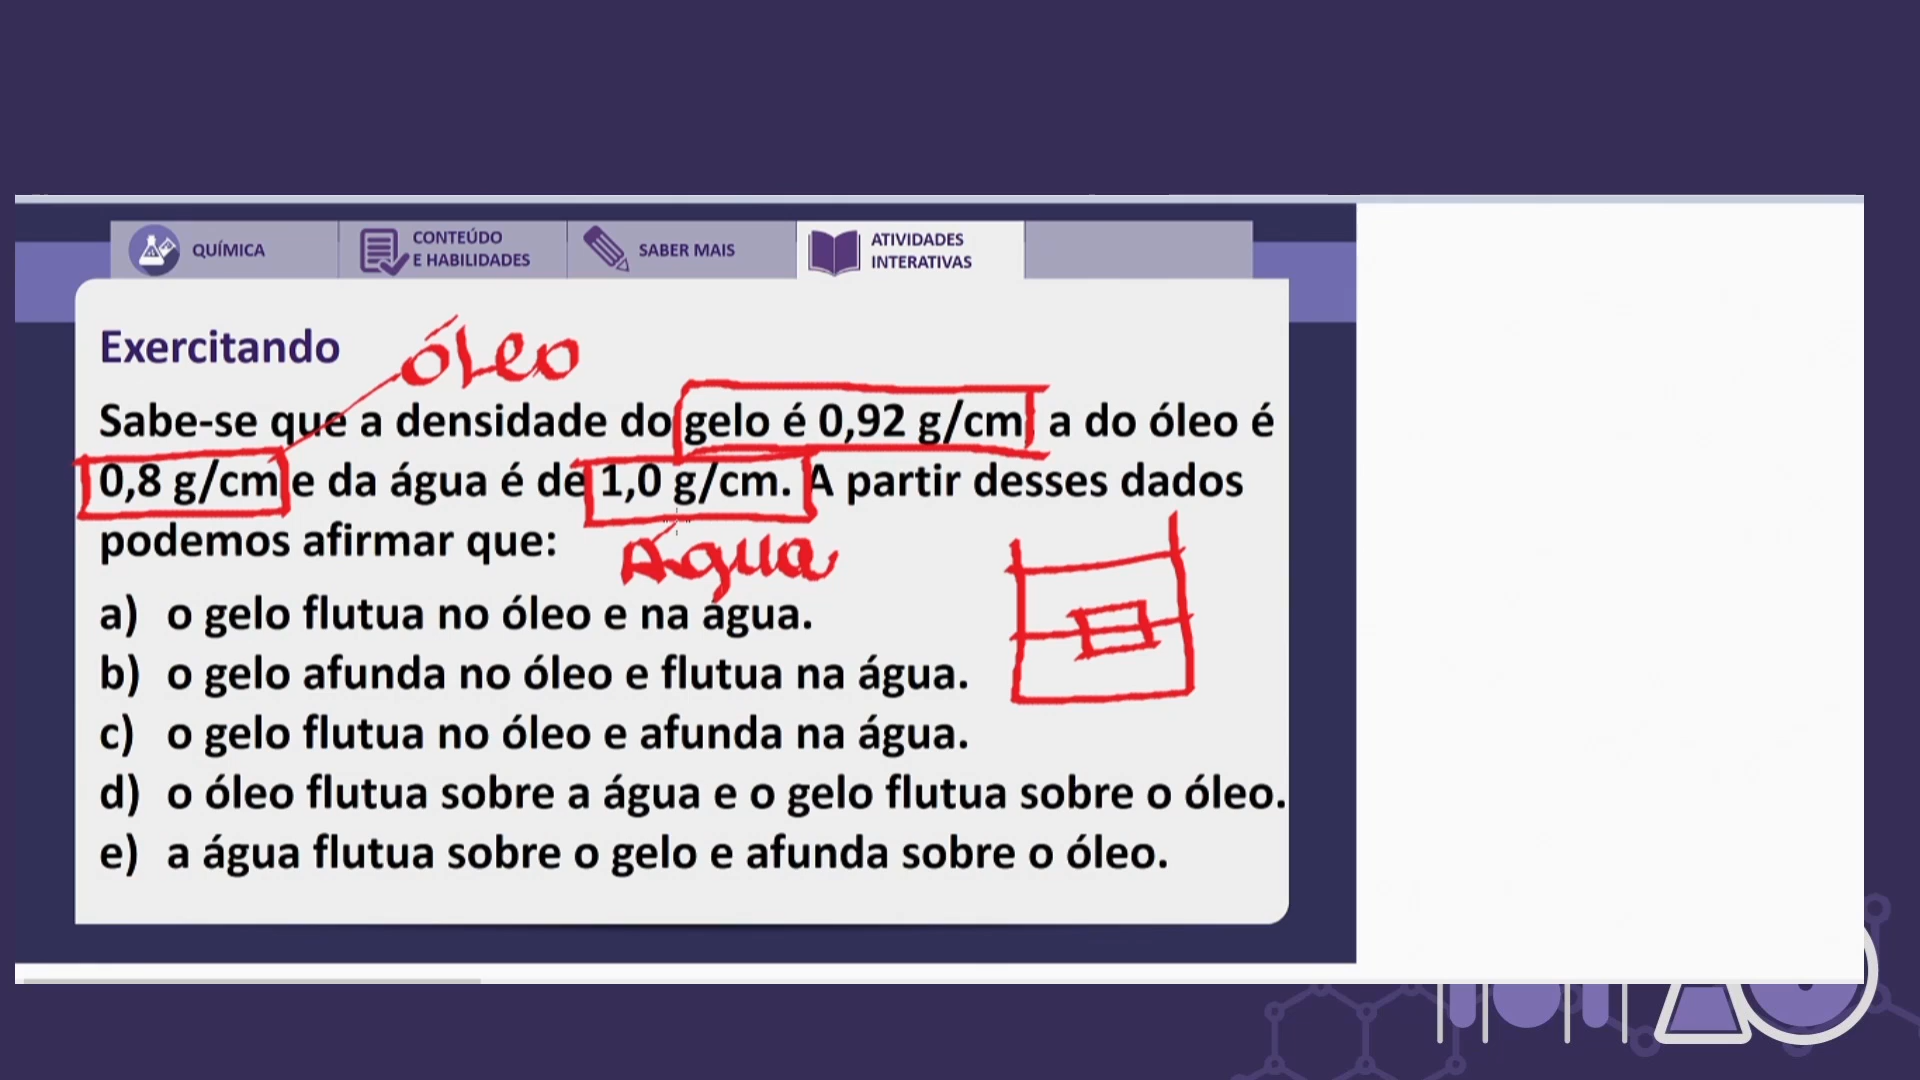 QUÍMICA
CONTEÚDO
E HABILIDADES
SABER MAIS
ATIVIDADES
INTERATIVAS
Exercitando
óleo
Sabe-se que a densidade do gelo é 0,92 g/cm a do óleo é
0,8 g/cm e da água é de 1,0 g/cm. A partir desses dados
podemos afirmar que:
Água
a) o gelo flutua no óleo e na água.
b) o gelo afunda no óleo e flutua na água.
c) o gelo flutua no óleo e afunda na água.
d) o óleo flutua sobre a água e o gelo flutua sobre o óleo.
e) a água flutua sobre o gelo e afunda sobre o óleo.